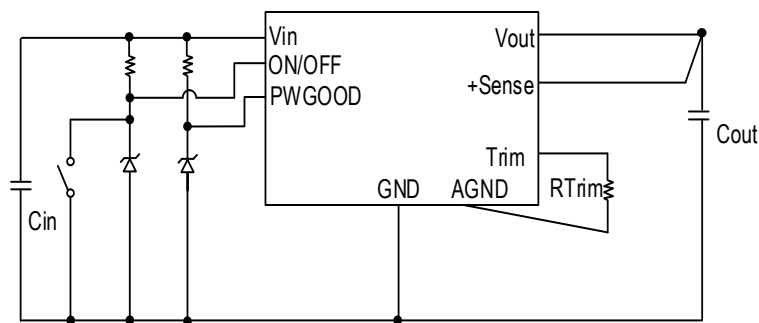 Vin
Vout
ON/OFF
+Sense
PWGOOD
Cout
Trim
GND
AGND
RTrim
Cin